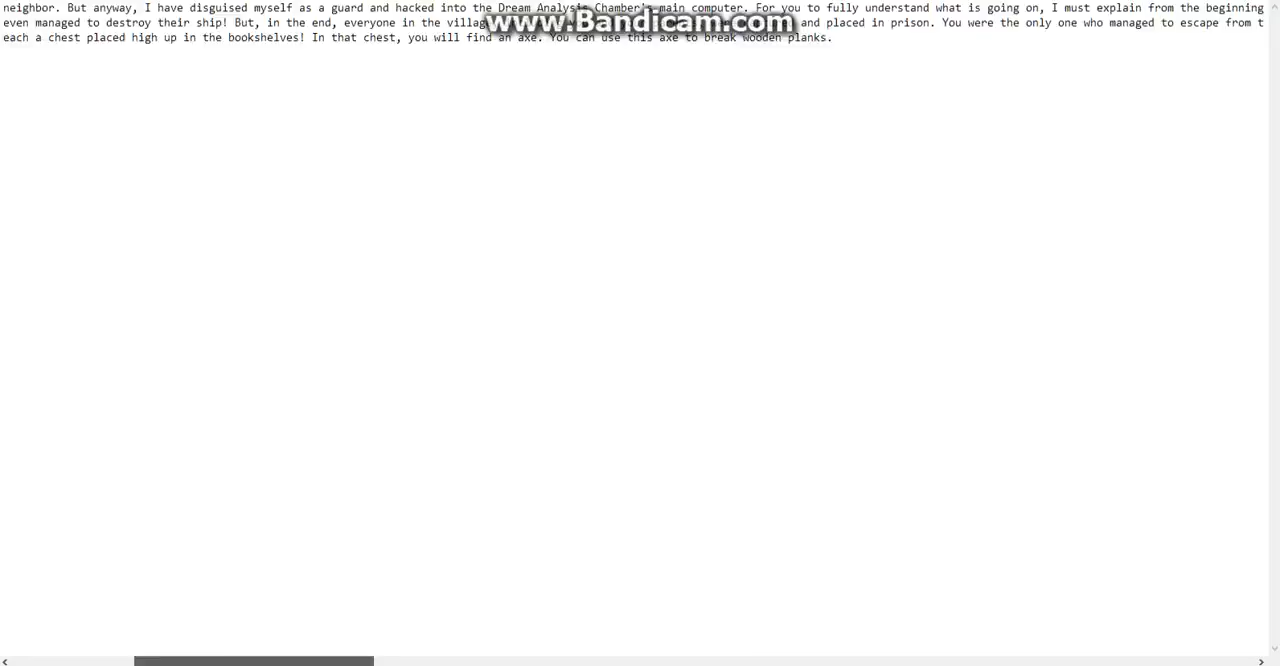 neighbor. But anyway, I have disguised myself as a guard and hacked into the Dream Analysis Chamber's main computer. For you to fully understand what is going on, I must explain from the beginning
www.Bandicam.com
even managed to destroy their ship! But, in the end, everyone in the villag and placed in prison. You were the only one who managed to escape from t
each a chest placed high up in the bookshelves! In that chest, you will find an axe. You can use this axe to break wooden planks.